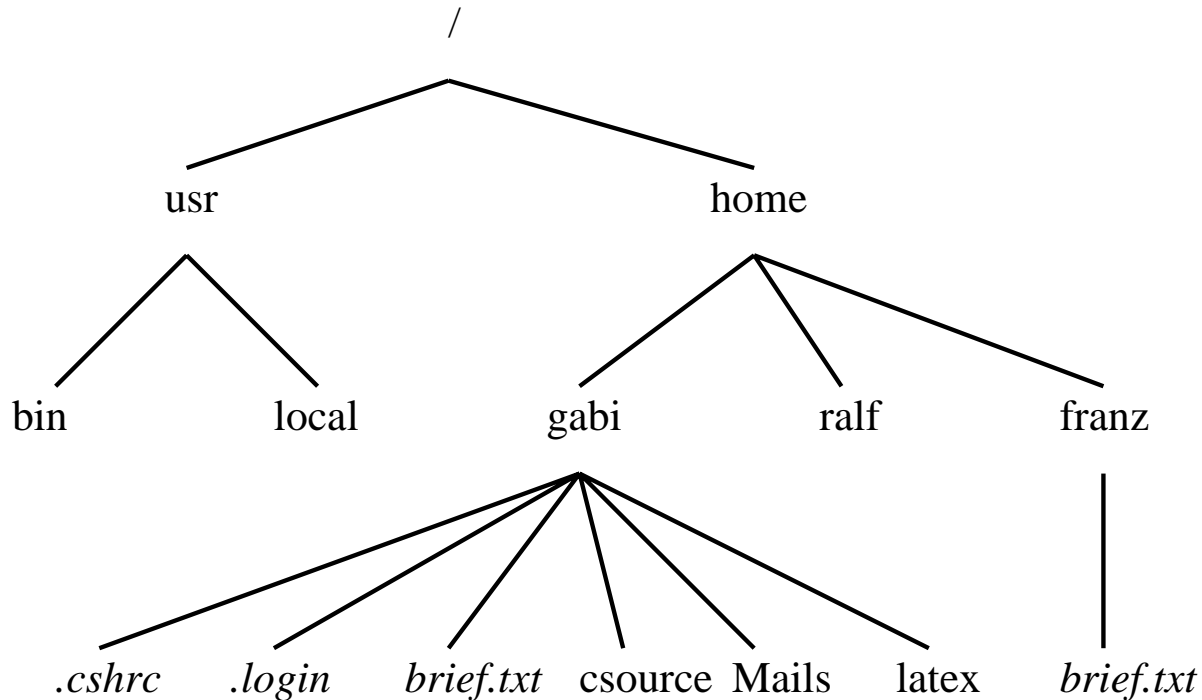 /
usr home
bin local gabi ralf franz
.cshrc .login brief.txt csource Mails latex brief.txt